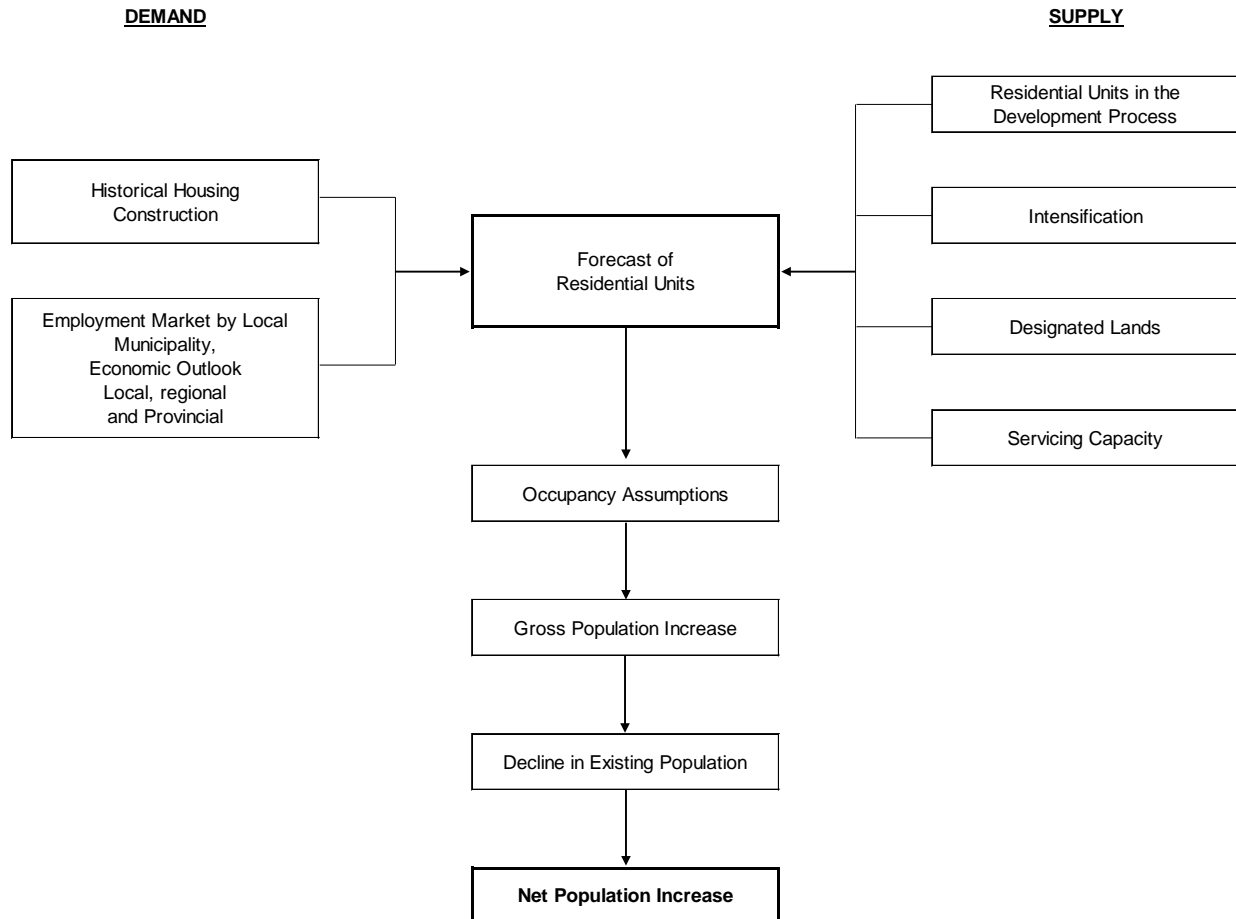 DEMAND
SUPPLY
Residential Units in the
Development Process
Historical Housing
Construction
Intensification
Forecast of
Residential Units
Employment Market by Local
Municipality,
Economic Outlook
Local, regional
and Provincial
Designated Lands
Servicing Capacity
Occupancy Assumptions
Gross Population Increase
Decline in Existing Population
Net Population Increase